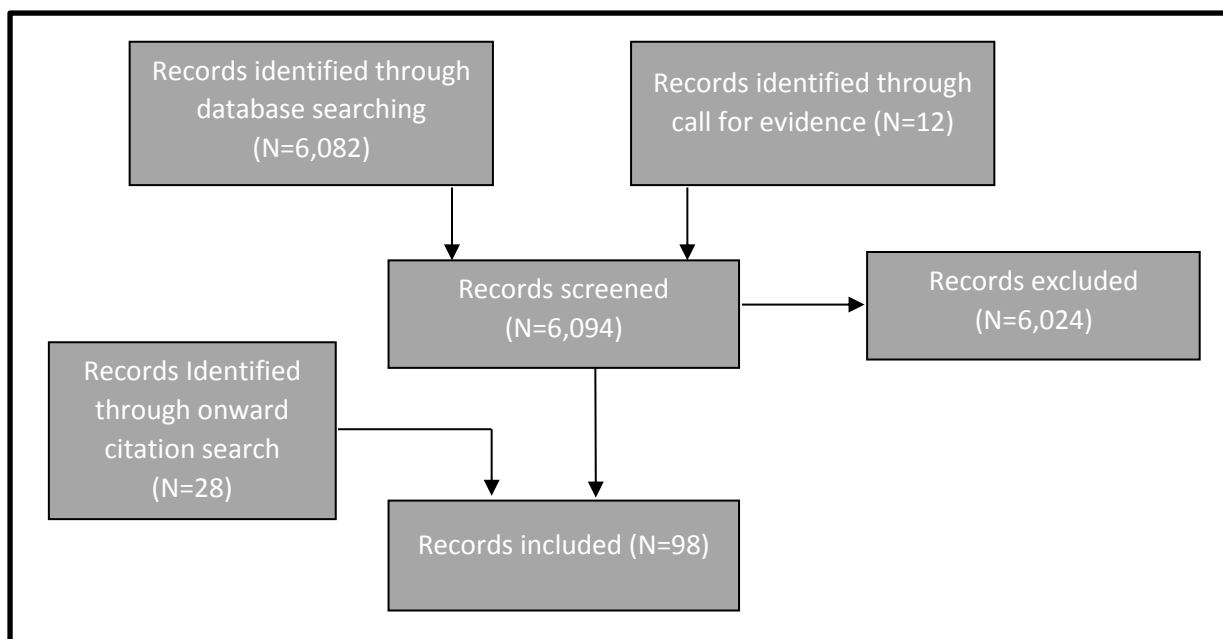 Records identified through
database searching
(N=6,082)
Records identified through
call for evidence (N=12)
Records screened
(N=6,094)
Records excluded
(N=6,024)
Records Identified
through onward
citation search
(N=28)
Records included (N=98)